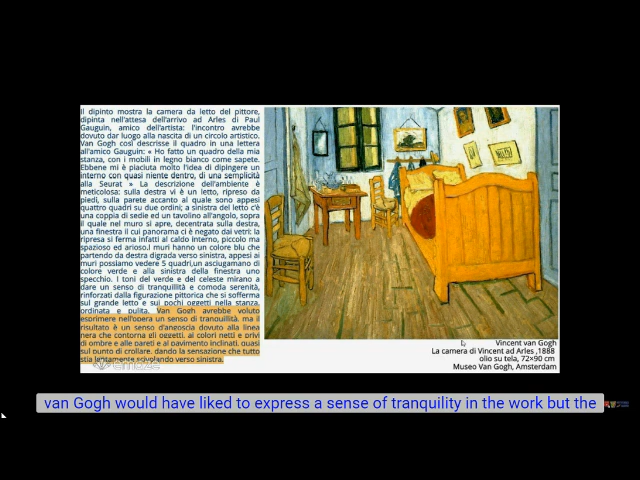 Il dipinto mostra la camera da letto del pittore,
dipinta nell'attesa dell'arrivo ad Arles di Paul
Gauguin, amico dell'artista; l'incontro avrebbe
dovuto dar luogo alla nascita di un circolo artistico.
Van Gogh così descrisse il quadro in una lettera
all'amico Gauguin: « Ho fatto un quadro della mia
stanza, con i mobili in legno bianco come sapete.
Ebbene mi è piaciuta molto l'idea di dipingere un
interno con quasi niente dentro, di una semplicità
alla Seurat » La descrizione dell'ambiente è
meticolosa: sulla destra vi è un letto, ripreso da
piedi, sulla parete accanto al quale sono appesi
quattro quadri su due ordini; a sinistra del letto c'è
una coppia di sedie ed un tavolino all'angolo, sopra
il quale nel muro si apre, decentrata sulla destra,
una finestra il cui panorama ci è negato dai vetri: la
ripresa si ferma infatti al caldo interno, piccolo ma
spazioso ed arioso.I muri hanno un colore blu che
partendo da destra digrada verso sinistra, appesi ai
muri possiamo vedere 5 quadri,un asciugamano di
colore verde e alla sinistra della finestra uno
specchio. I toni del verde e del celeste mirano a
dare un senso di tranquillità e comoda serenità,
rinforzati dalla figurazione pittorica che si sofferma
sul grande letto e sui pochi oggetti nella stanza,
ordinata e pulita. Van Gogh avrebbe voluto
esprimere nell'opera un senso di tranquillità, ma il
risultato è un senso d'angoscia dovuto alla linea
nera che contorna gli oggetti, ai colori netti e privi
di ombre e alle pareti e al pavimento inclinati, quasi
sul punto di crollare, dando la sensazione che tutto
stia lentamente scivolando verso sinistra.
emaze
Vincent van Gogh
La camera di Vincent ad Arles ,1888
olio su tela, 72×90 cm
Museo Van Gogh, Amsterdam
van Gogh would have liked to express a sense of tranquility in the work but the